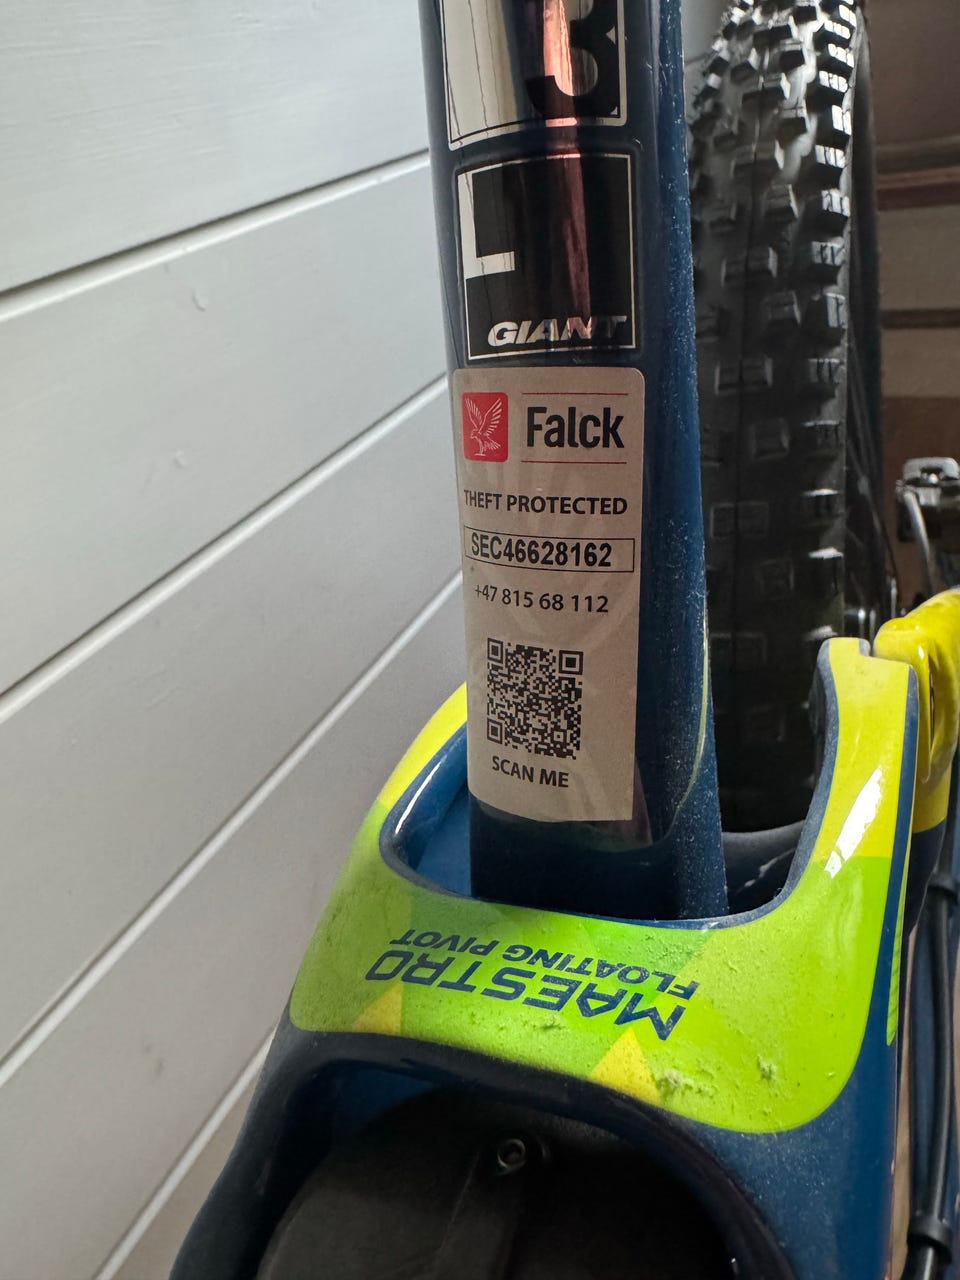 3
L
GIANT
Falck
THEFT PROTECTED
SEC46628162
+47 815 68 112
SCAN ME
MAESTRO
FLOATING PIVOT